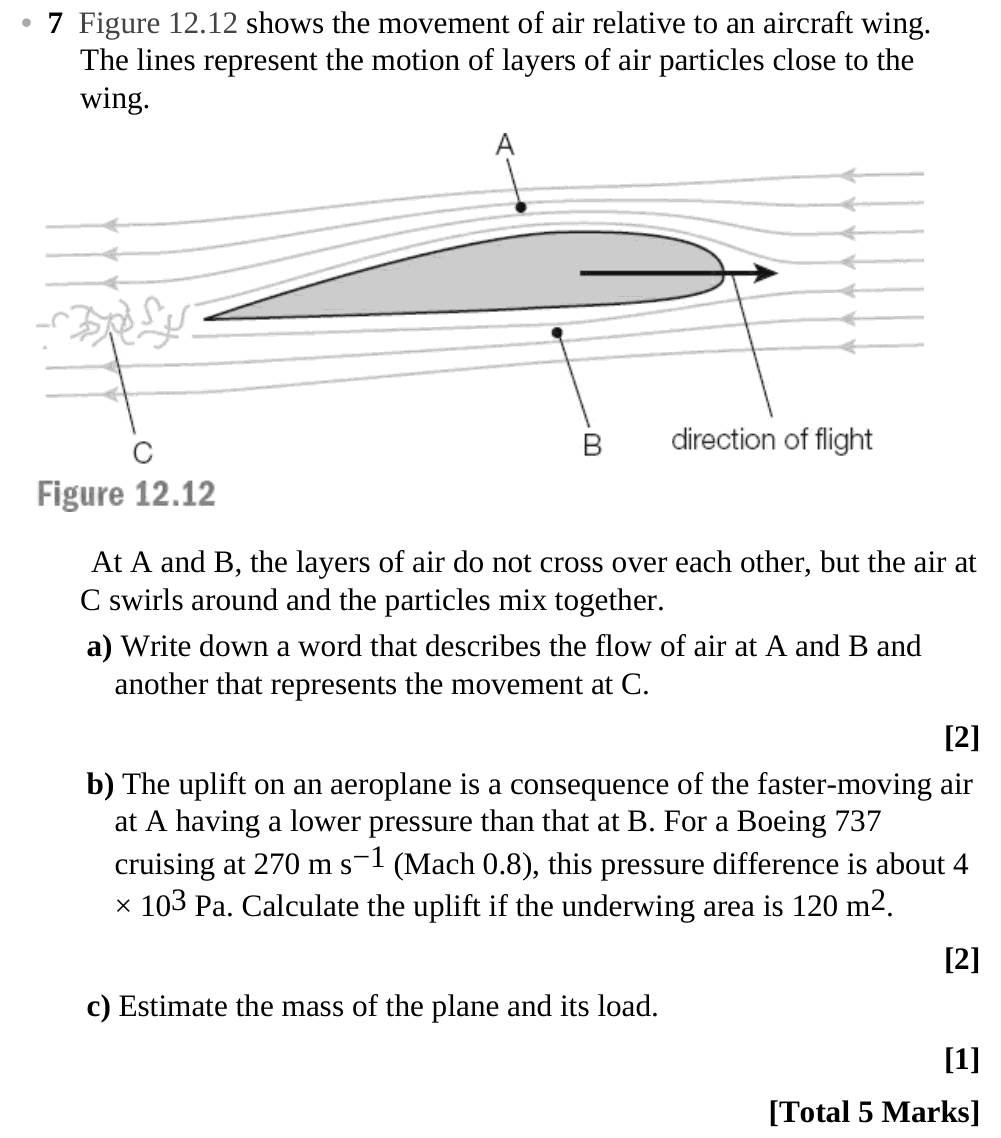 • 7 Figure 12.12 shows the movement of air relative to an aircraft wing.
The lines represent the motion of layers of air particles close to the
wing.
A
C
B
direction of flight
Figure 12.12
At A and B, the layers of air do not cross over each other, but the air at
C swirls around and the particles mix together.
a) Write down a word that describes the flow of air at A and B and
another that represents the movement at C.
[2]
b) The uplift on an aeroplane is a consequence of the faster-moving air
at A having a lower pressure than that at B. For a Boeing 737
cruising at 270 m s⁻¹ (Mach 0.8), this pressure difference is about 4
× 10³ Pa. Calculate the uplift if the underwing area is 120 m².
[2]
c) Estimate the mass of the plane and its load.
[1]
[Total 5 Marks]